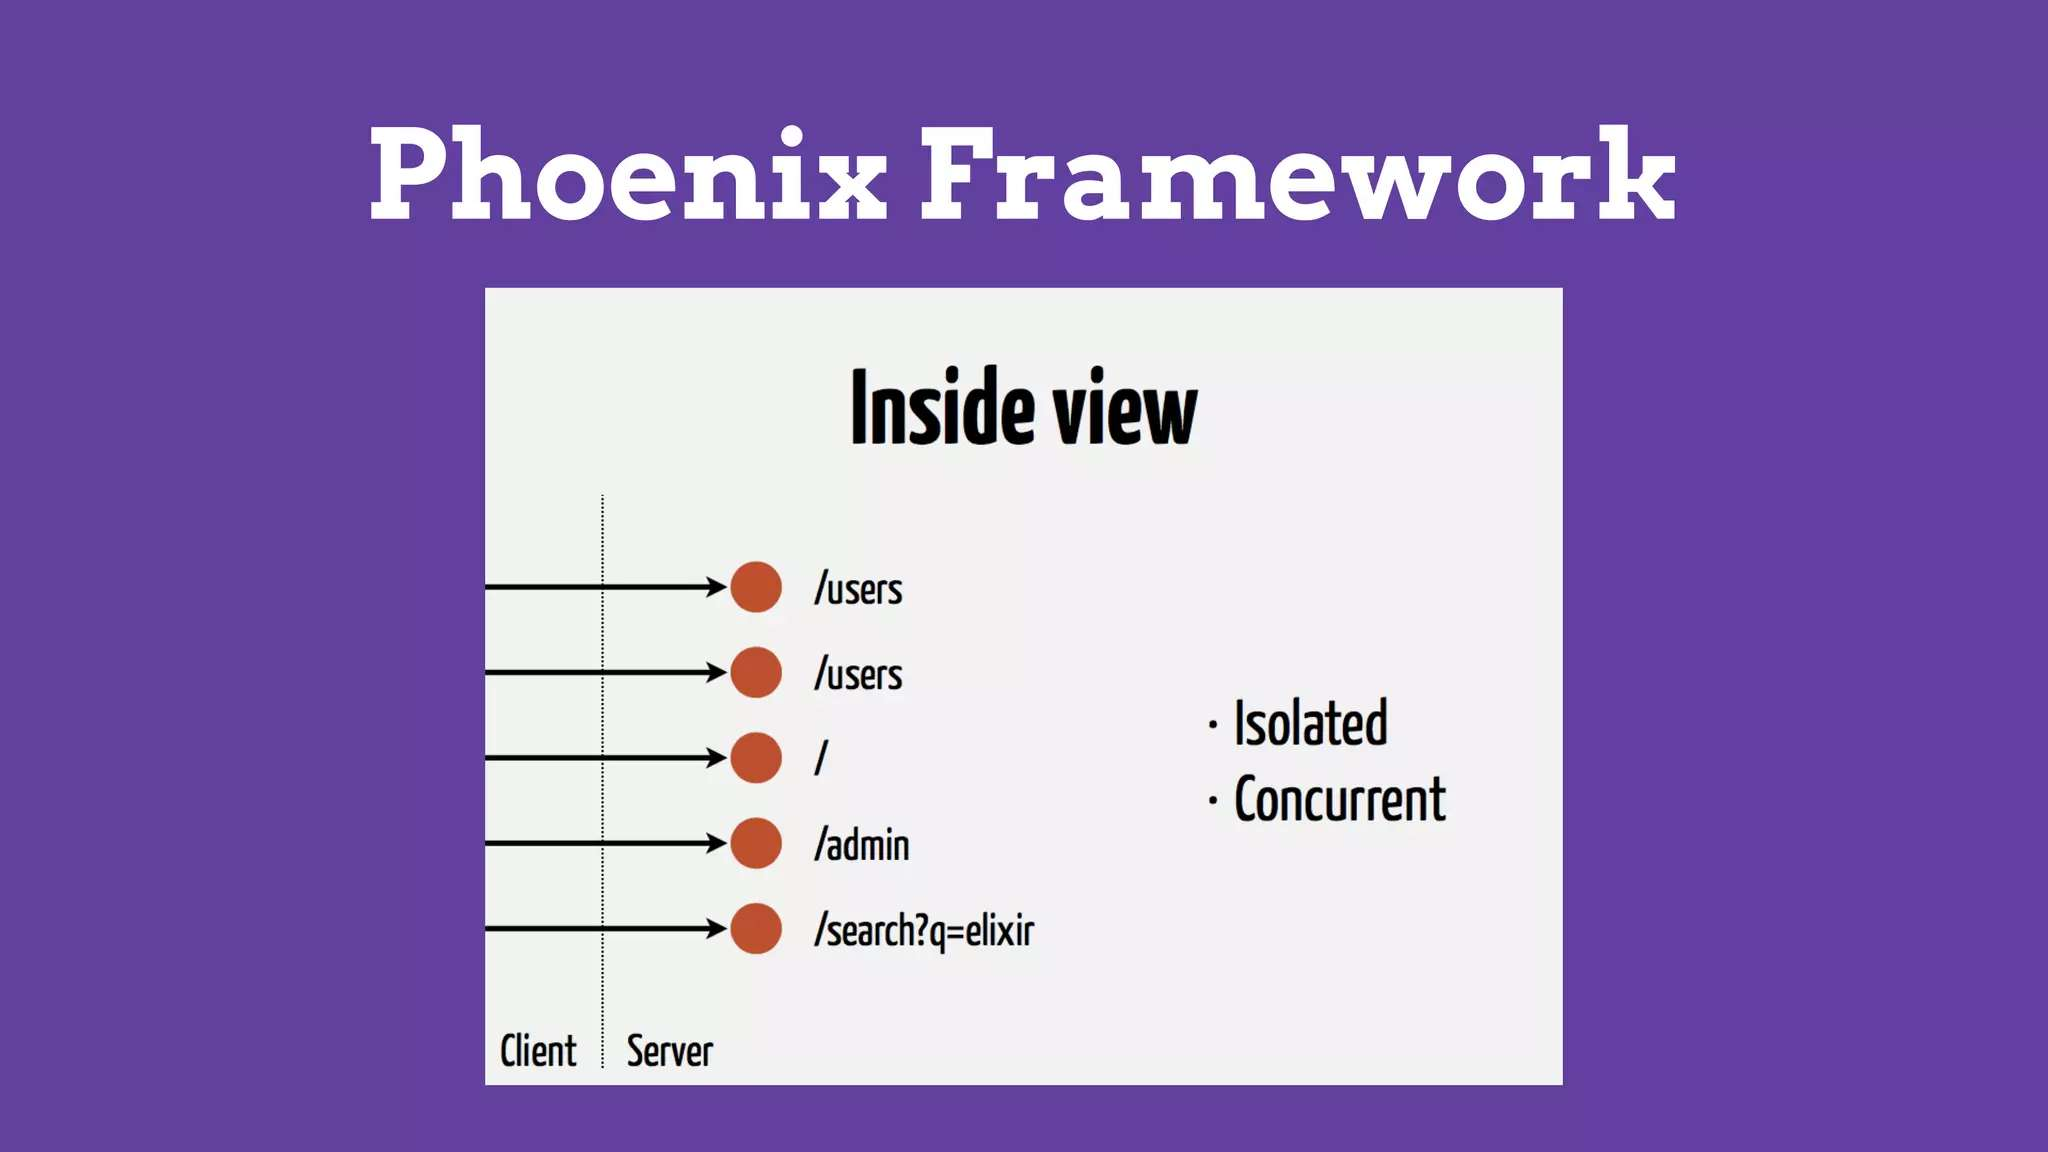 Phoenix Framework
Inside view
/users
/users
/
/admin
/search?q=elixir
· Isolated
· Concurrent
Client
Server